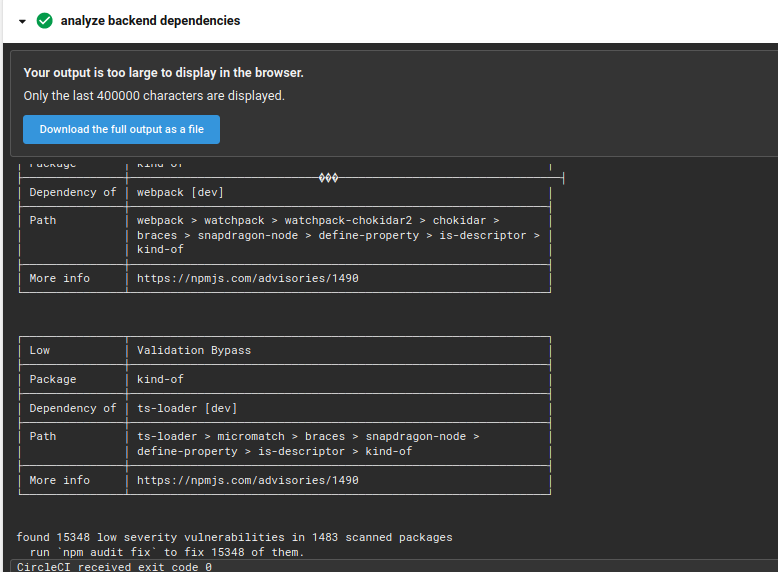 analyze backend dependencies
Your output is too large to display in the browser.
Only the last 400000 characters are displayed.
Download the full output as a file
Package kind-of
Dependency of webpack [dev]
Path webpack > watchpack > watchpack-chokidar2 > chokidar >
braces > snapdragon-node > define-property > is-descriptor >
kind-of
More info https://npmjs.com/advisories/1490
Low Validation Bypass
Package kind-of
Dependency of ts-loader [dev]
Path ts-loader > micromatch > braces > snapdragon-node >
define-property > is-descriptor > kind-of
More info https://npmjs.com/advisories/1490
found 15348 low severity vulnerabilities in 1483 scanned packages
run `npm audit fix` to fix 15348 of them.
CircleCI received exit code 0